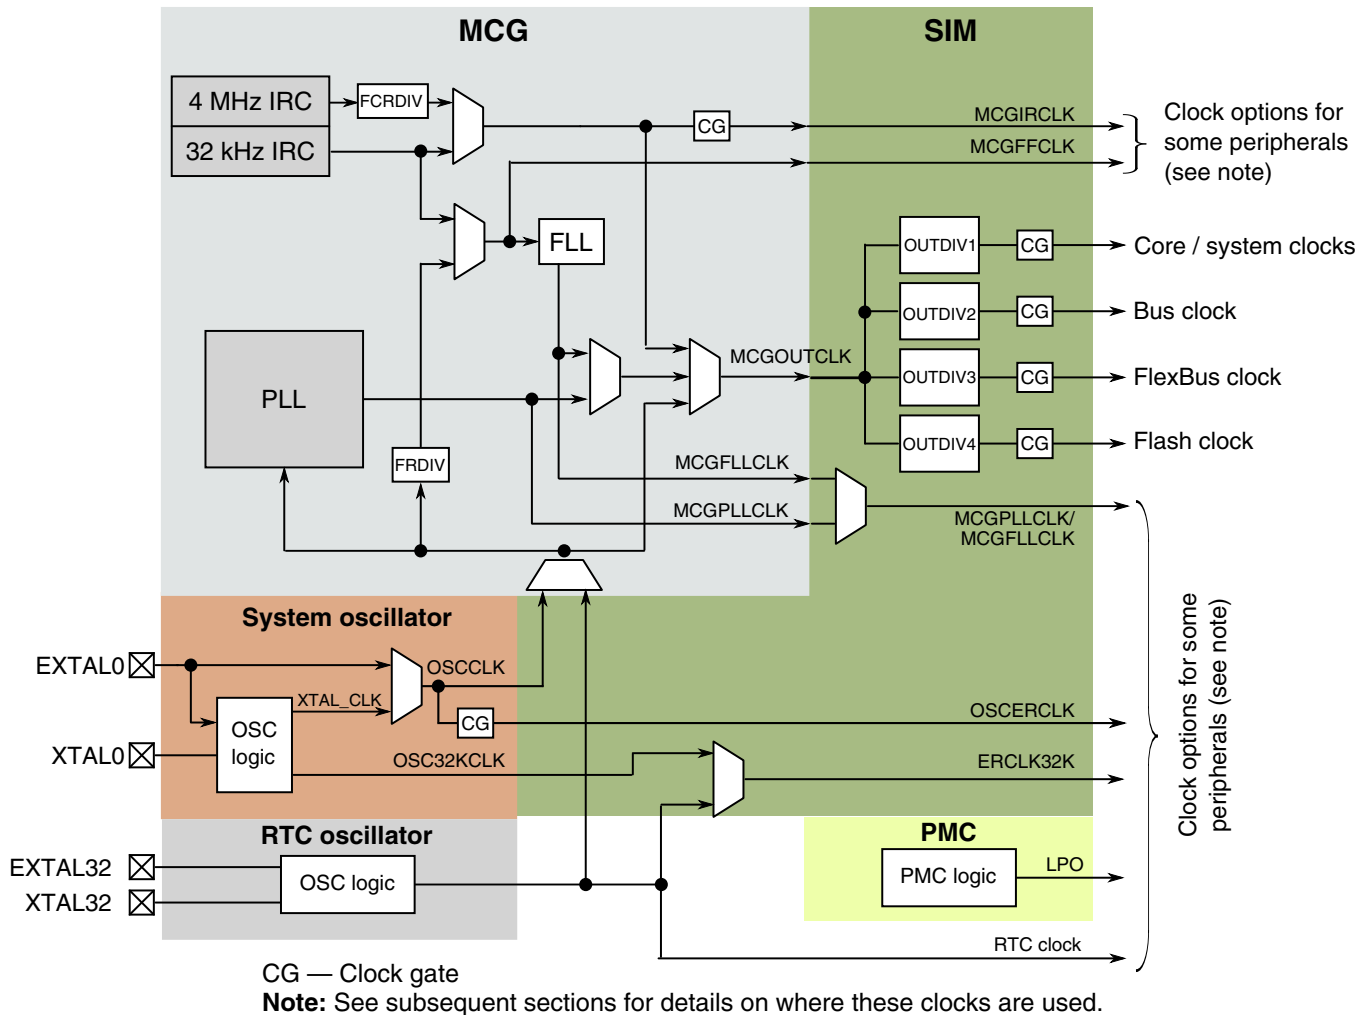 MCG
SIM
4 MHz IRC
FCRDIV
32 kHz IRC
CG
MCGIRCLK
MCGFFCLK
Clock options for
some peripherals
(see note)
FLL
OUTDIV1
CG
Core / system clocks
OUTDIV2
CG
Bus clock
PLL
MCGOUTCLK
OUTDIV3
CG
FlexBus clock
OUTDIV4
CG
Flash clock
FRDIV
MCGFLLCLK
MCGPLLCLK
MCGPLLCLK/
MCGFLLCLK
System oscillator
EXTAL0
OSCCLK
XTAL_CLK
OSC
logic
XTAL0
CG
OSCERCLK
OSC32KCLK
ERCLK32K
Clock options for some
peripherals (see note)
RTC oscillator
PMC
EXTAL32
OSC logic
XTAL32
PMC logic
LPO
RTC clock
CG — Clock gate
Note: See subsequent sections for details on where these clocks are used.